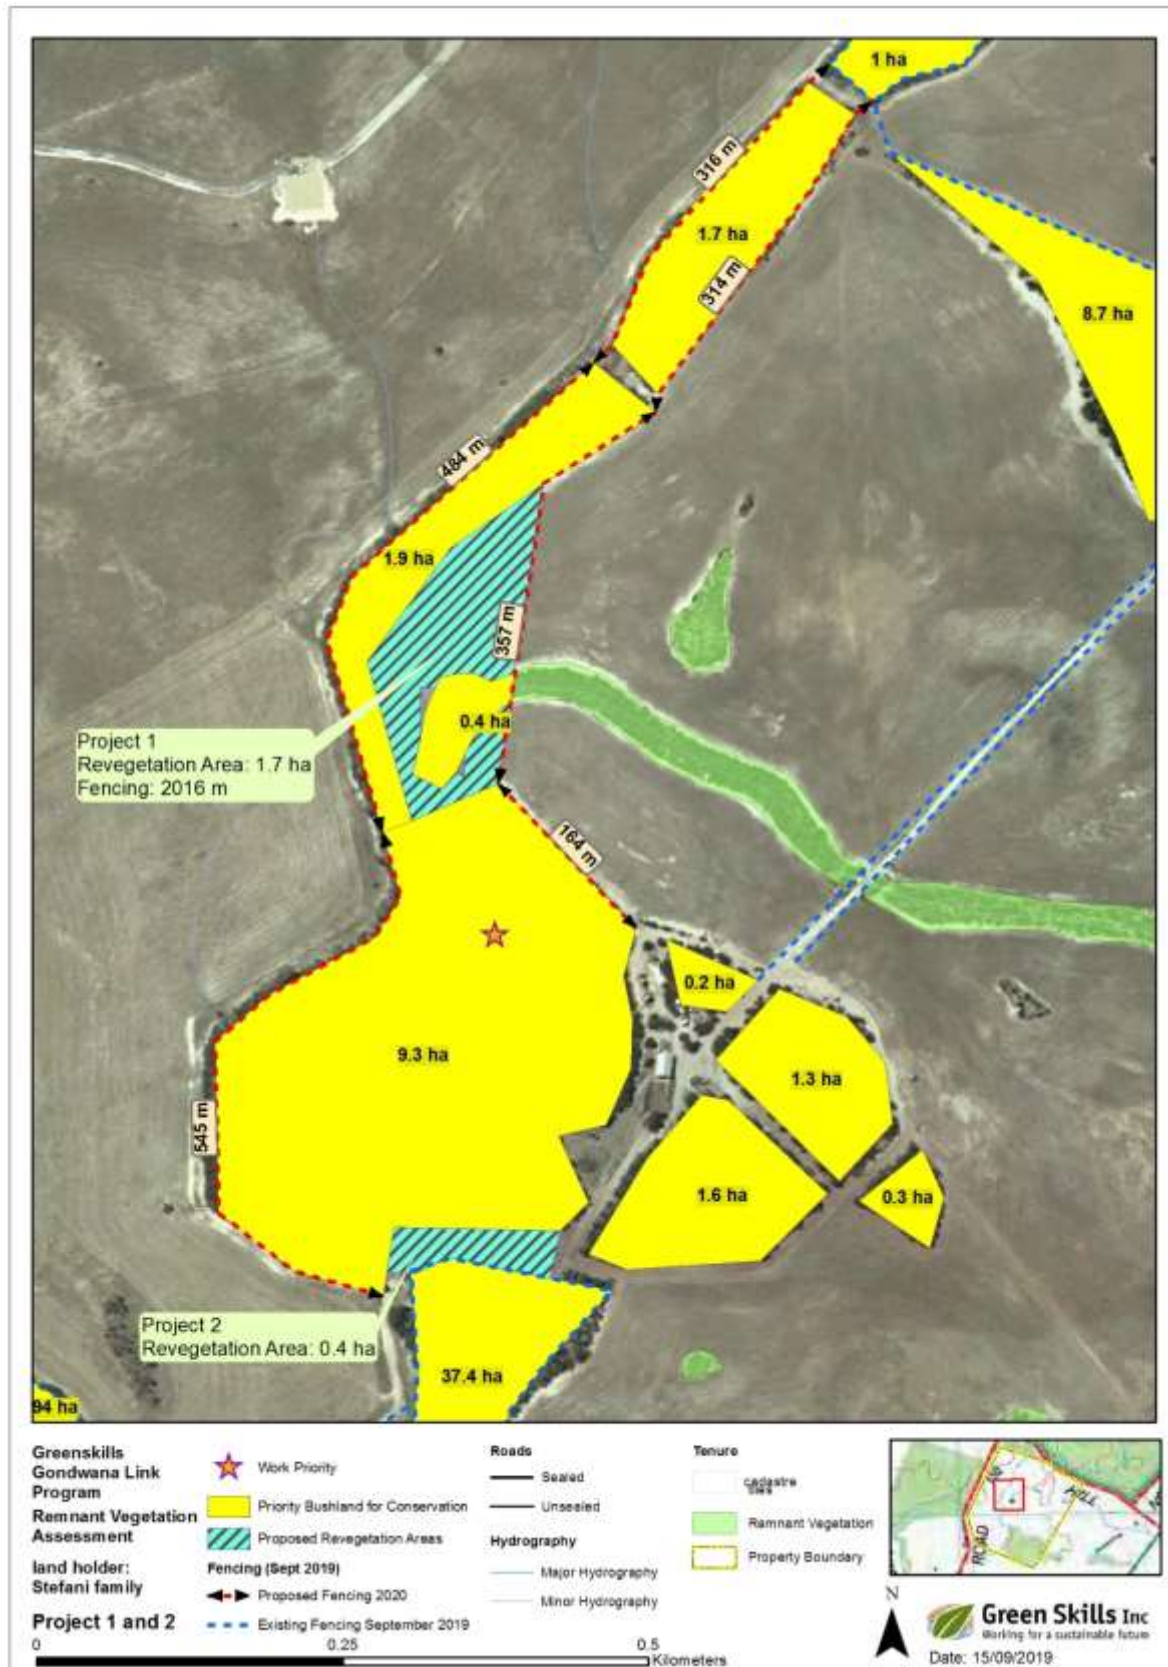 1 ha
316 m
1.7 ha
314 m
8.7 ha
484 m
1.9 ha
357 m
0.4 ha
Project 1
Revegetation Area: 1.7 ha
Fencing: 2016 m
164 m
0.2 ha
9.3 ha
1.3 ha
545 m
1.6 ha
0.3 ha
Project 2
Revegetation Area: 0.4 ha
37.4 ha
94 ha
Greenskills
Gondwana Link
Program
Remnant Vegetation
Assessment
land holder:
Stefani family
Project 1 and 2
Work Priority
Priority Bushland for Conservation
Proposed Revegetation Areas
Fencing (Sept 2019)
Proposed Fencing 2020
Existing Fencing September 2019
Roads
Sealed
Unsealed
Hydrography
Major Hydrography
Minor Hydrography
Tenure
cadastre
Remnant Vegetation
Property Boundary
HILL
ROAD
N
Green Skills Inc
Working for a sustainable future
Date: 15/09/2019
0 0.25 0.5
Kilometers